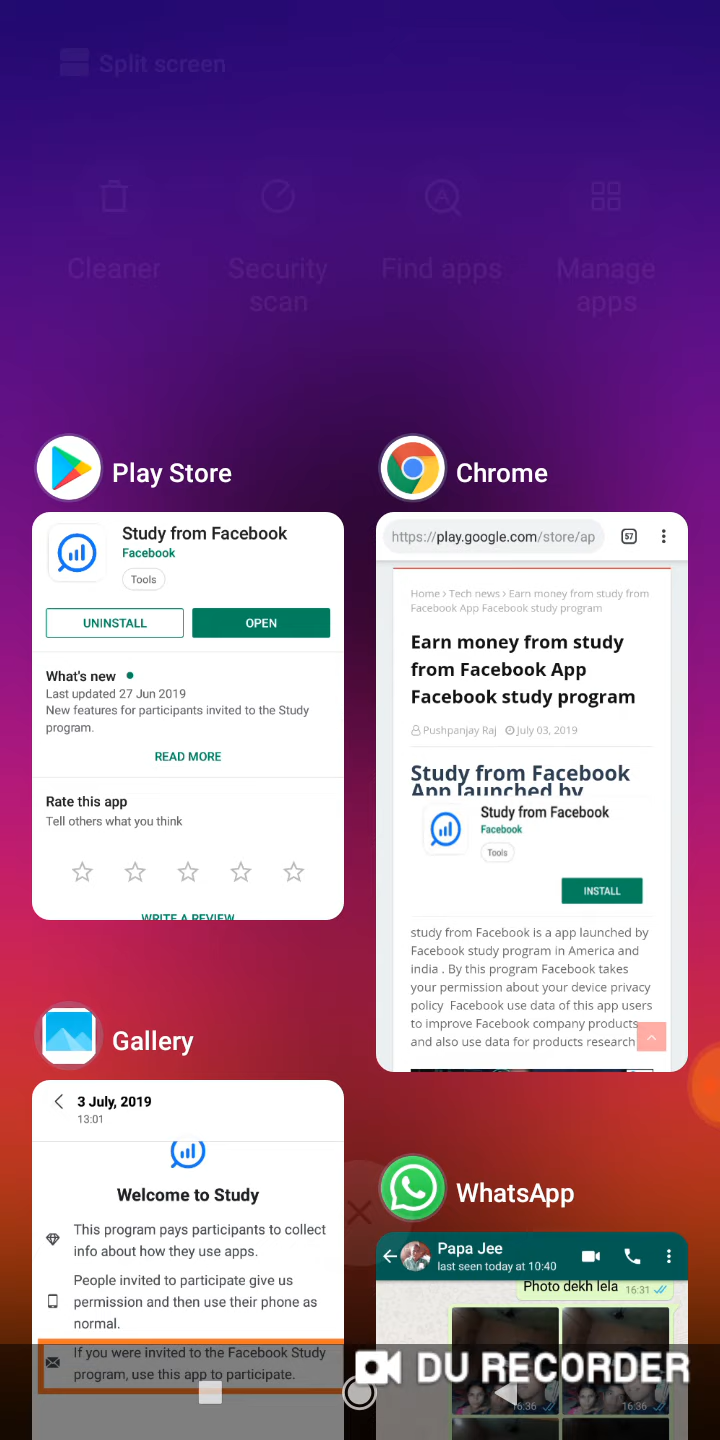 Split screen
Cleaner
Security
scan
Find apps
Manage
apps
Play Store
Study from Facebook
Facebook
Tools
UNINSTALL
OPEN
What's new
Last updated 27 Jun 2019
New features for participants invited to the Study
program.
READ MORE
Rate this app
Tell others what you think
WRITE A REVIEW
Chrome
https://play.google.com/store/ap
57
Home › Tech news › Earn money from study from
Facebook App Facebook study program
Earn money from study
from Facebook App
Facebook study program
Pushpanjay Raj
July 03, 2019
Study from Facebook
App launched by
Study from Facebook
Facebook
Tools
INSTALL
study from Facebook is a app launched by
Facebook study program in America and
india . By this program Facebook takes
your permission about your device privacy
policy Facebook use data of this app users
to improve Facebook company products
and also use data for products research
Gallery
3 July, 2019
13:01
Welcome to Study
This program pays participants to collect
info about how they use apps.
People invited to participate give us
permission and then use their phone as
normal.
If you were invited to the Facebook Study
program, use this app to participate.
WhatsApp
Papa Jee
last seen today at 10:40
Photo dekh lela
16:31
16:36
16:36
DU RECORDER